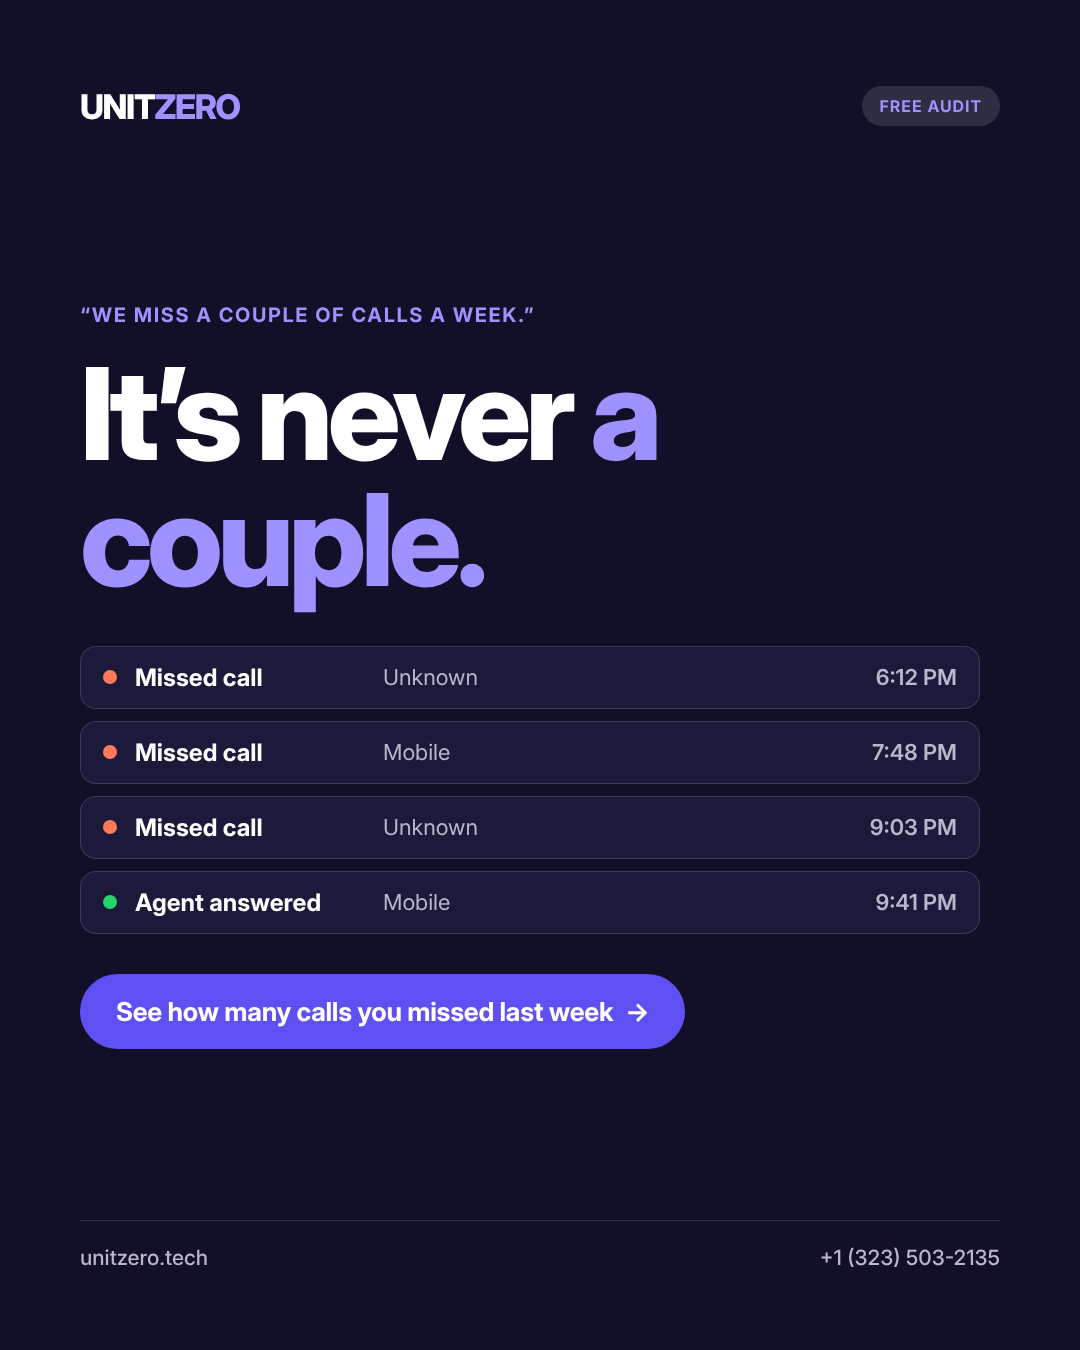 UNITZERO
FREE AUDIT
“WE MISS A COUPLE OF CALLS A WEEK.”
It’s never a
couple.
Missed call Unknown 6:12 PM
Missed call Mobile 7:48 PM
Missed call Unknown 9:03 PM
Agent answered Mobile 9:41 PM
See how many calls you missed last week →
unitzero.tech
+1 (323) 503-2135